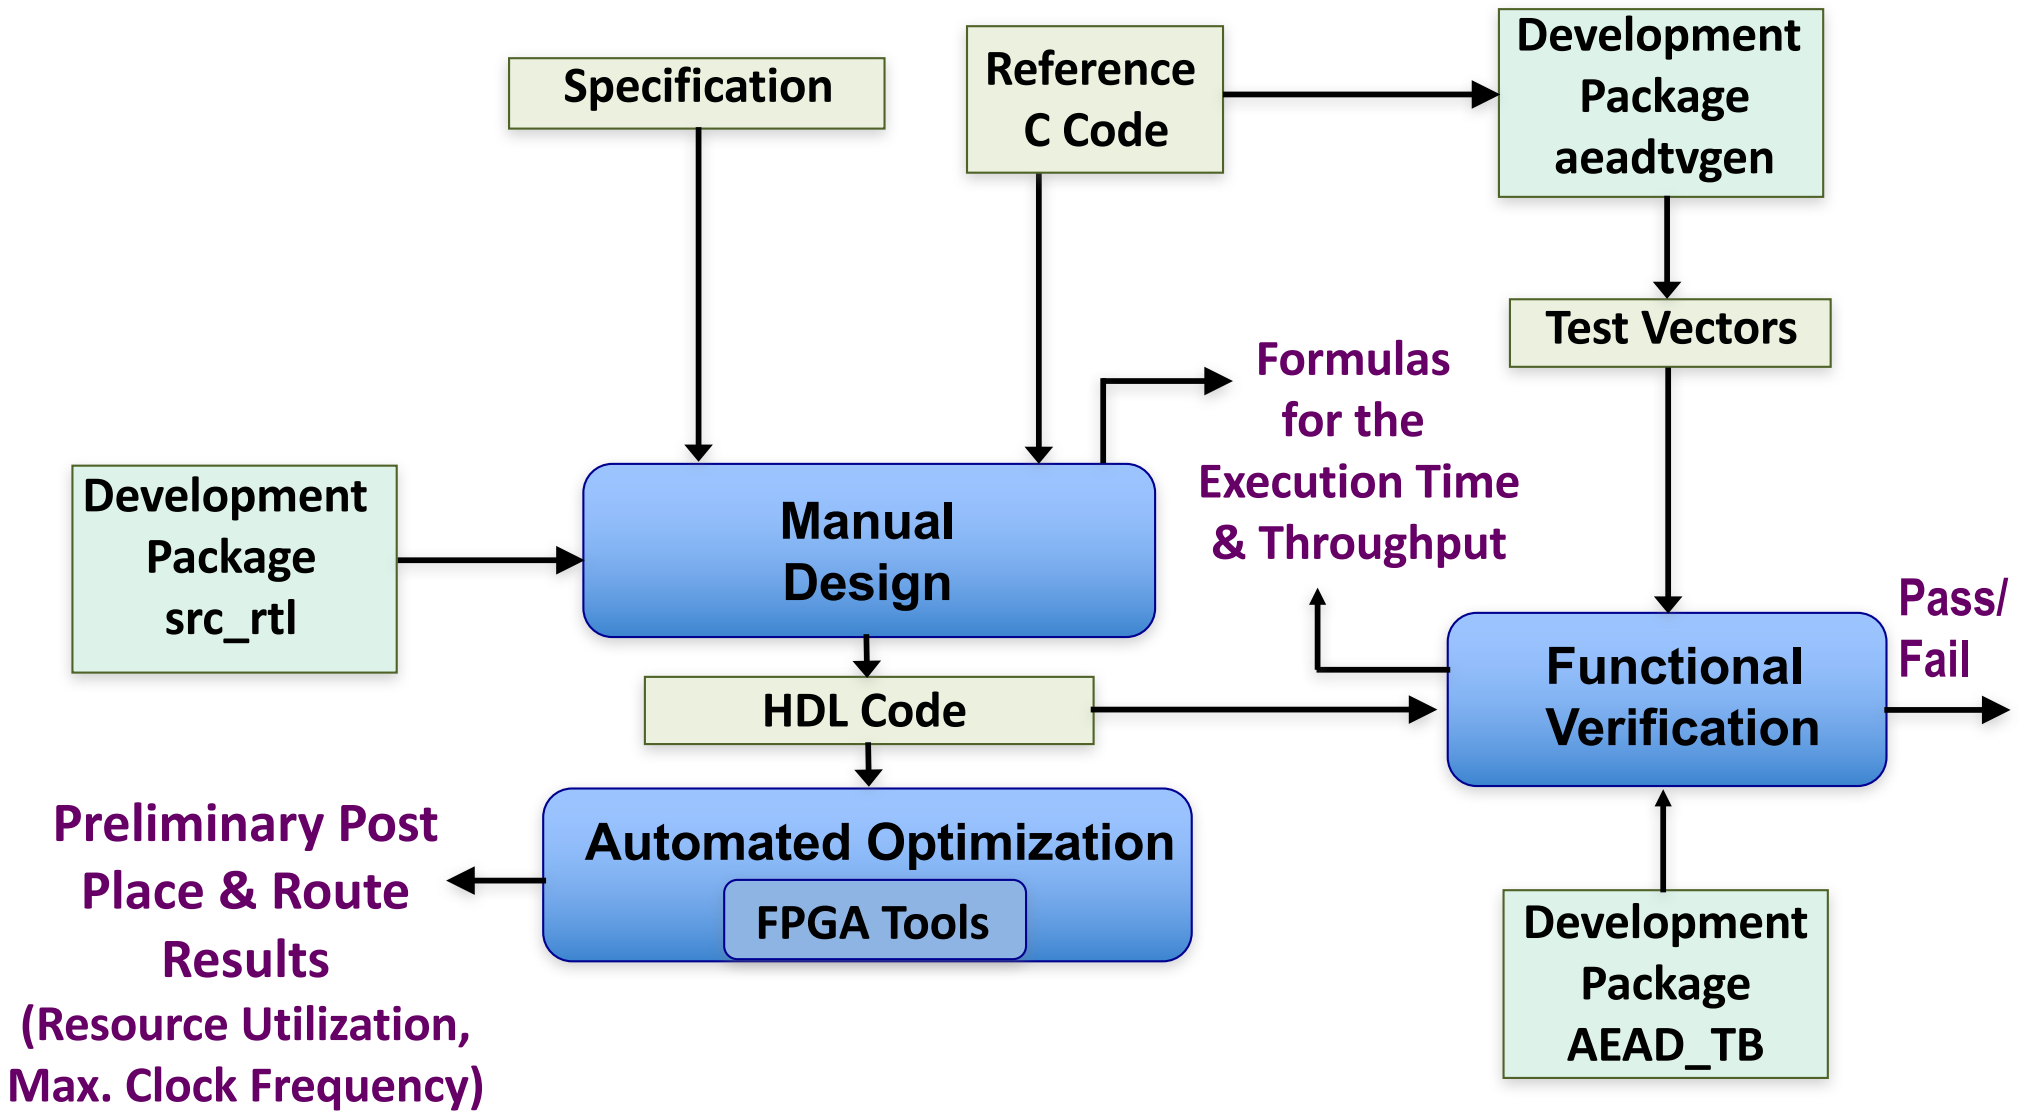 Specification
Reference
C Code
Development
Package
aeadtvgen
Test Vectors
Formulas
for the
Execution Time
& Throughput
Development
Package
src_rtl
Manual
Design
Pass/
Fail
HDL Code
Functional
Verification
Automated Optimization
FPGA Tools
Preliminary Post
Place & Route
Results
(Resource Utilization,
Max. Clock Frequency)
Development
Package
AEAD_TB